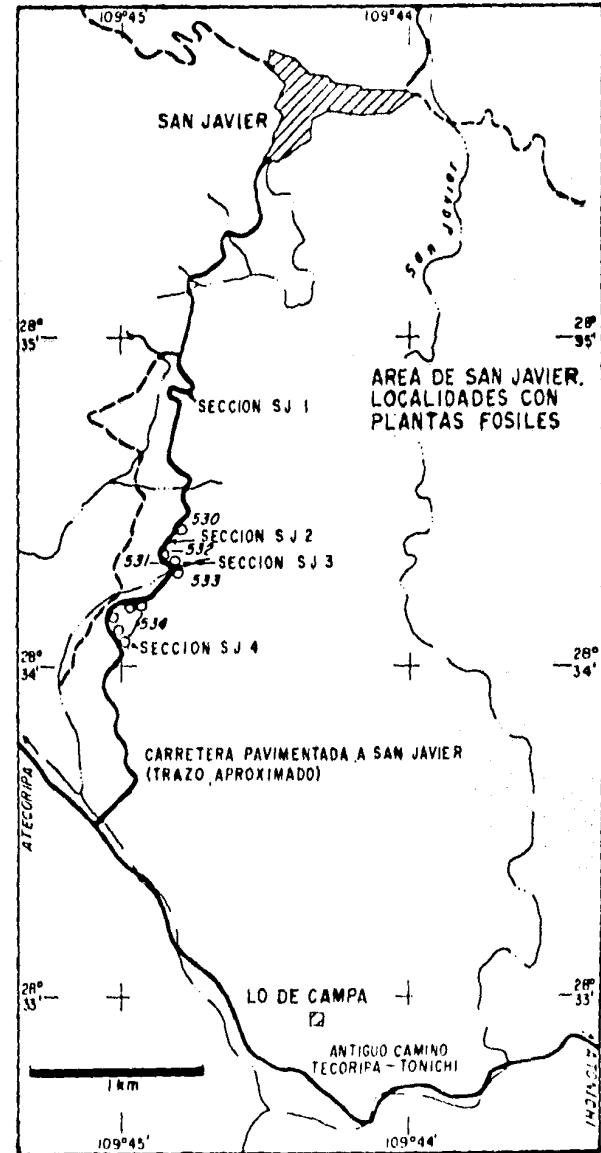 109°45'
109°44'
SAN JAVIER
SAN JAVIER
28°
35'
28°
35'
AREA DE SAN JAVIER.
LOCALIDADES CON
PLANTAS FOSILES
SECCION SJ 1
530
SECCION SJ 2
532
531
SECCION SJ 3
533
534
SECCION SJ 4
28°
34'
28°
34'
CARRETERA PAVIMENTADA A SAN JAVIER
(TRAZO APROXIMADO)
A TECORIPA
28°
33'
28°
33'
LO DE CAMPA
ANTIGUO CAMINO
TECORIPA - TONICHI
A TONICHI
1 km
109°45'
109°44'